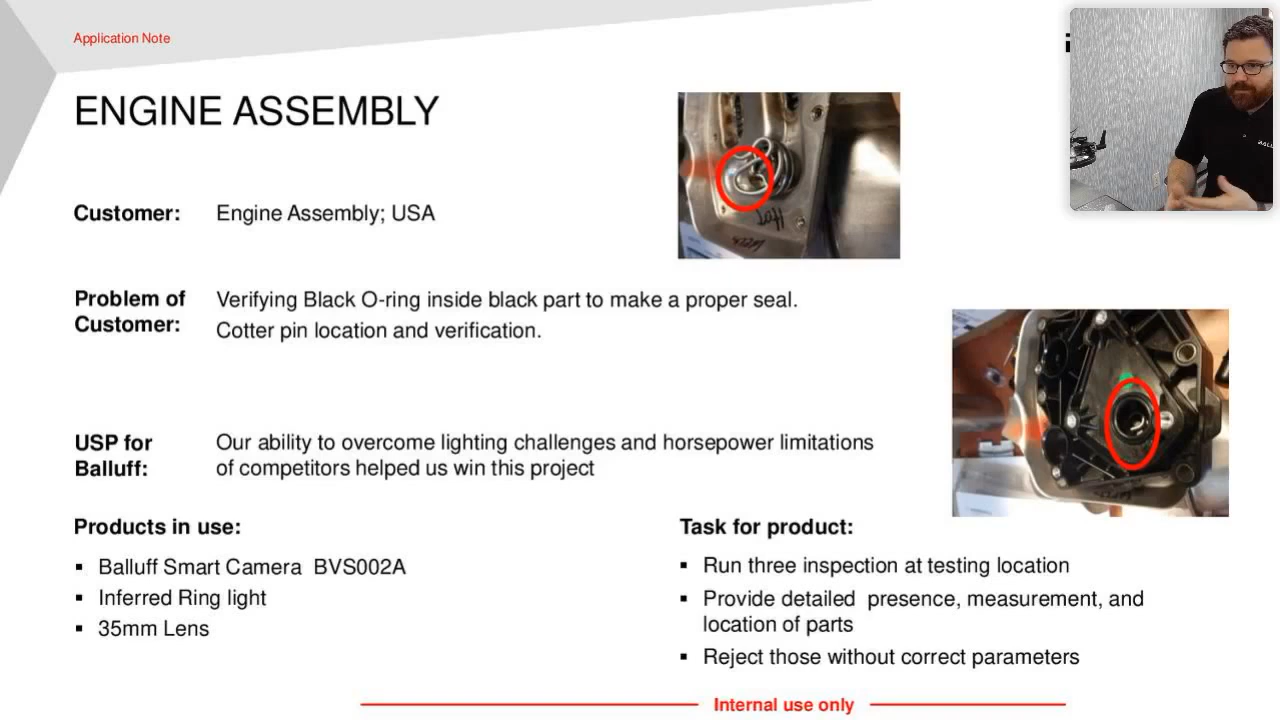 Application Note
ENGINE ASSEMBLY
Customer: Engine Assembly; USA
Problem of Customer: Verifying Black O-ring inside black part to make a proper seal.
Cotter pin location and verification.
USP for Balluff: Our ability to overcome lighting challenges and horsepower limitations
of competitors helped us win this project
Products in use:
▪ Balluff Smart Camera BVS002A
▪ Inferred Ring light
▪ 35mm Lens
Task for product:
▪ Run three inspection at testing location
▪ Provide detailed presence, measurement, and
location of parts
▪ Reject those without correct parameters
Internal use only